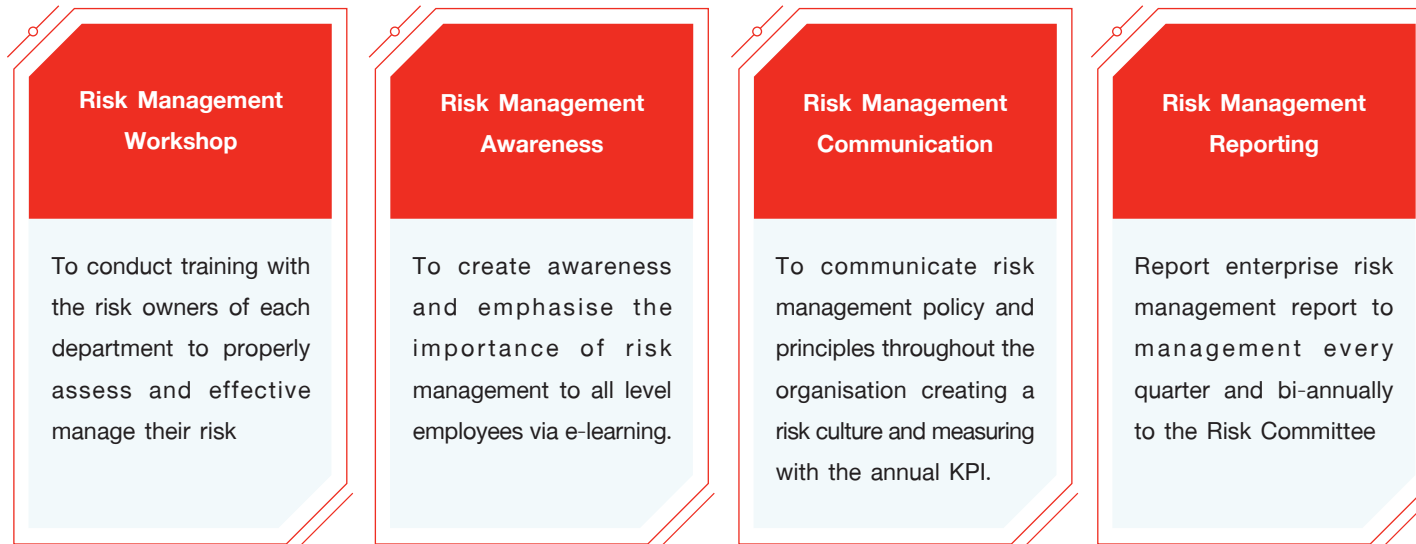 Risk Management
Workshop
To conduct training with
the risk owners of each
department to properly
assess and effective
manage their risk
Risk Management
Awareness
To create awareness
and emphasise the
importance of risk
management to all level
employees via e-learning.
Risk Management
Communication
To communicate risk
management policy and
principles throughout the
organisation creating a
risk culture and measuring
with the annual KPI.
Risk Management
Reporting
Report enterprise risk
management report to
management every
quarter and bi-annually
to the Risk Committee